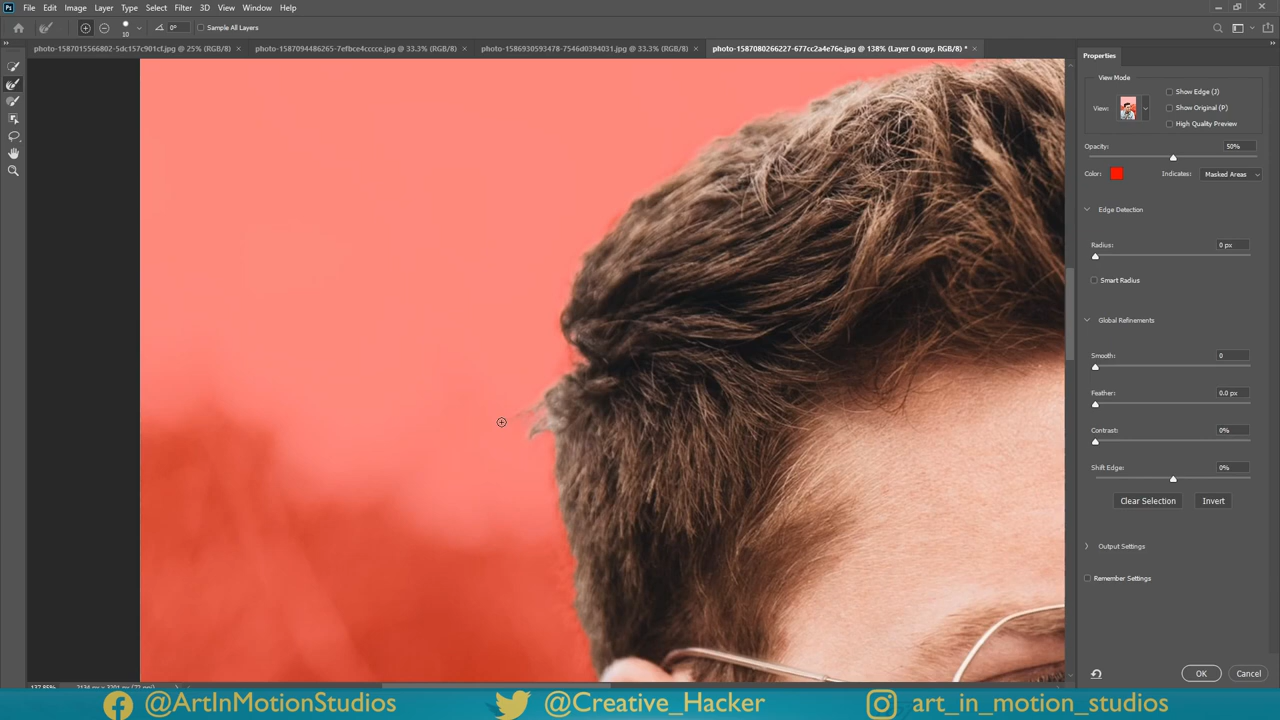 Ps File Edit Image Layer Type Select Filter 3D View Window Help
10 0° Sample All Layers
photo-1587015566802-5dc157c901cf.jpg @ 25% (RGB/8) × photo-1587094486265-7efbce4cccce.jpg @ 33.3% (RGB/8) × photo-1586930593478-7546d0394031.jpg @ 33.3% (RGB/8) × photo-1587080266227-677cc2a4e76e.jpg @ 138% (Layer 0 copy, RGB/8) * ×
Properties
View Mode
Show Edge (J)
View:
Show Original (P)
High Quality Preview
Opacity: 50%
Color: Indicates: Masked Areas
Edge Detection
Radius: 0 px
Smart Radius
Global Refinements
Smooth: 0
Feather: 0.0 px
Contrast: 0%
Shift Edge: 0%
Clear Selection Invert
Output Settings
Remember Settings
OK Cancel
@ArtInMotionStudios @Creative_Hacker art_in_motion_studios